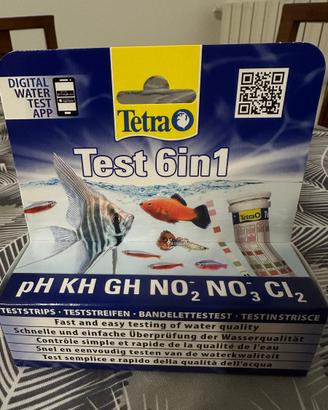 DIGITAL
WATER
TEST
APP
Tetra
Test 6in1
Tetra
pH KH GH NO₂⁻ NO₃⁻ Cl₂
TESTSTRIPS · TESTSTREIFEN · BANDELETTESTEST · TESTINSTRISCE
Fast and easy testing of water quality
Schnelle und einfache Überprüfung der Wasserqualität
Contrôle simple et rapide de la qualité de l'eau
Snel en eenvoudig testen van de waterkwaliteit
Test semplice e rapido della qualità dell'acqua